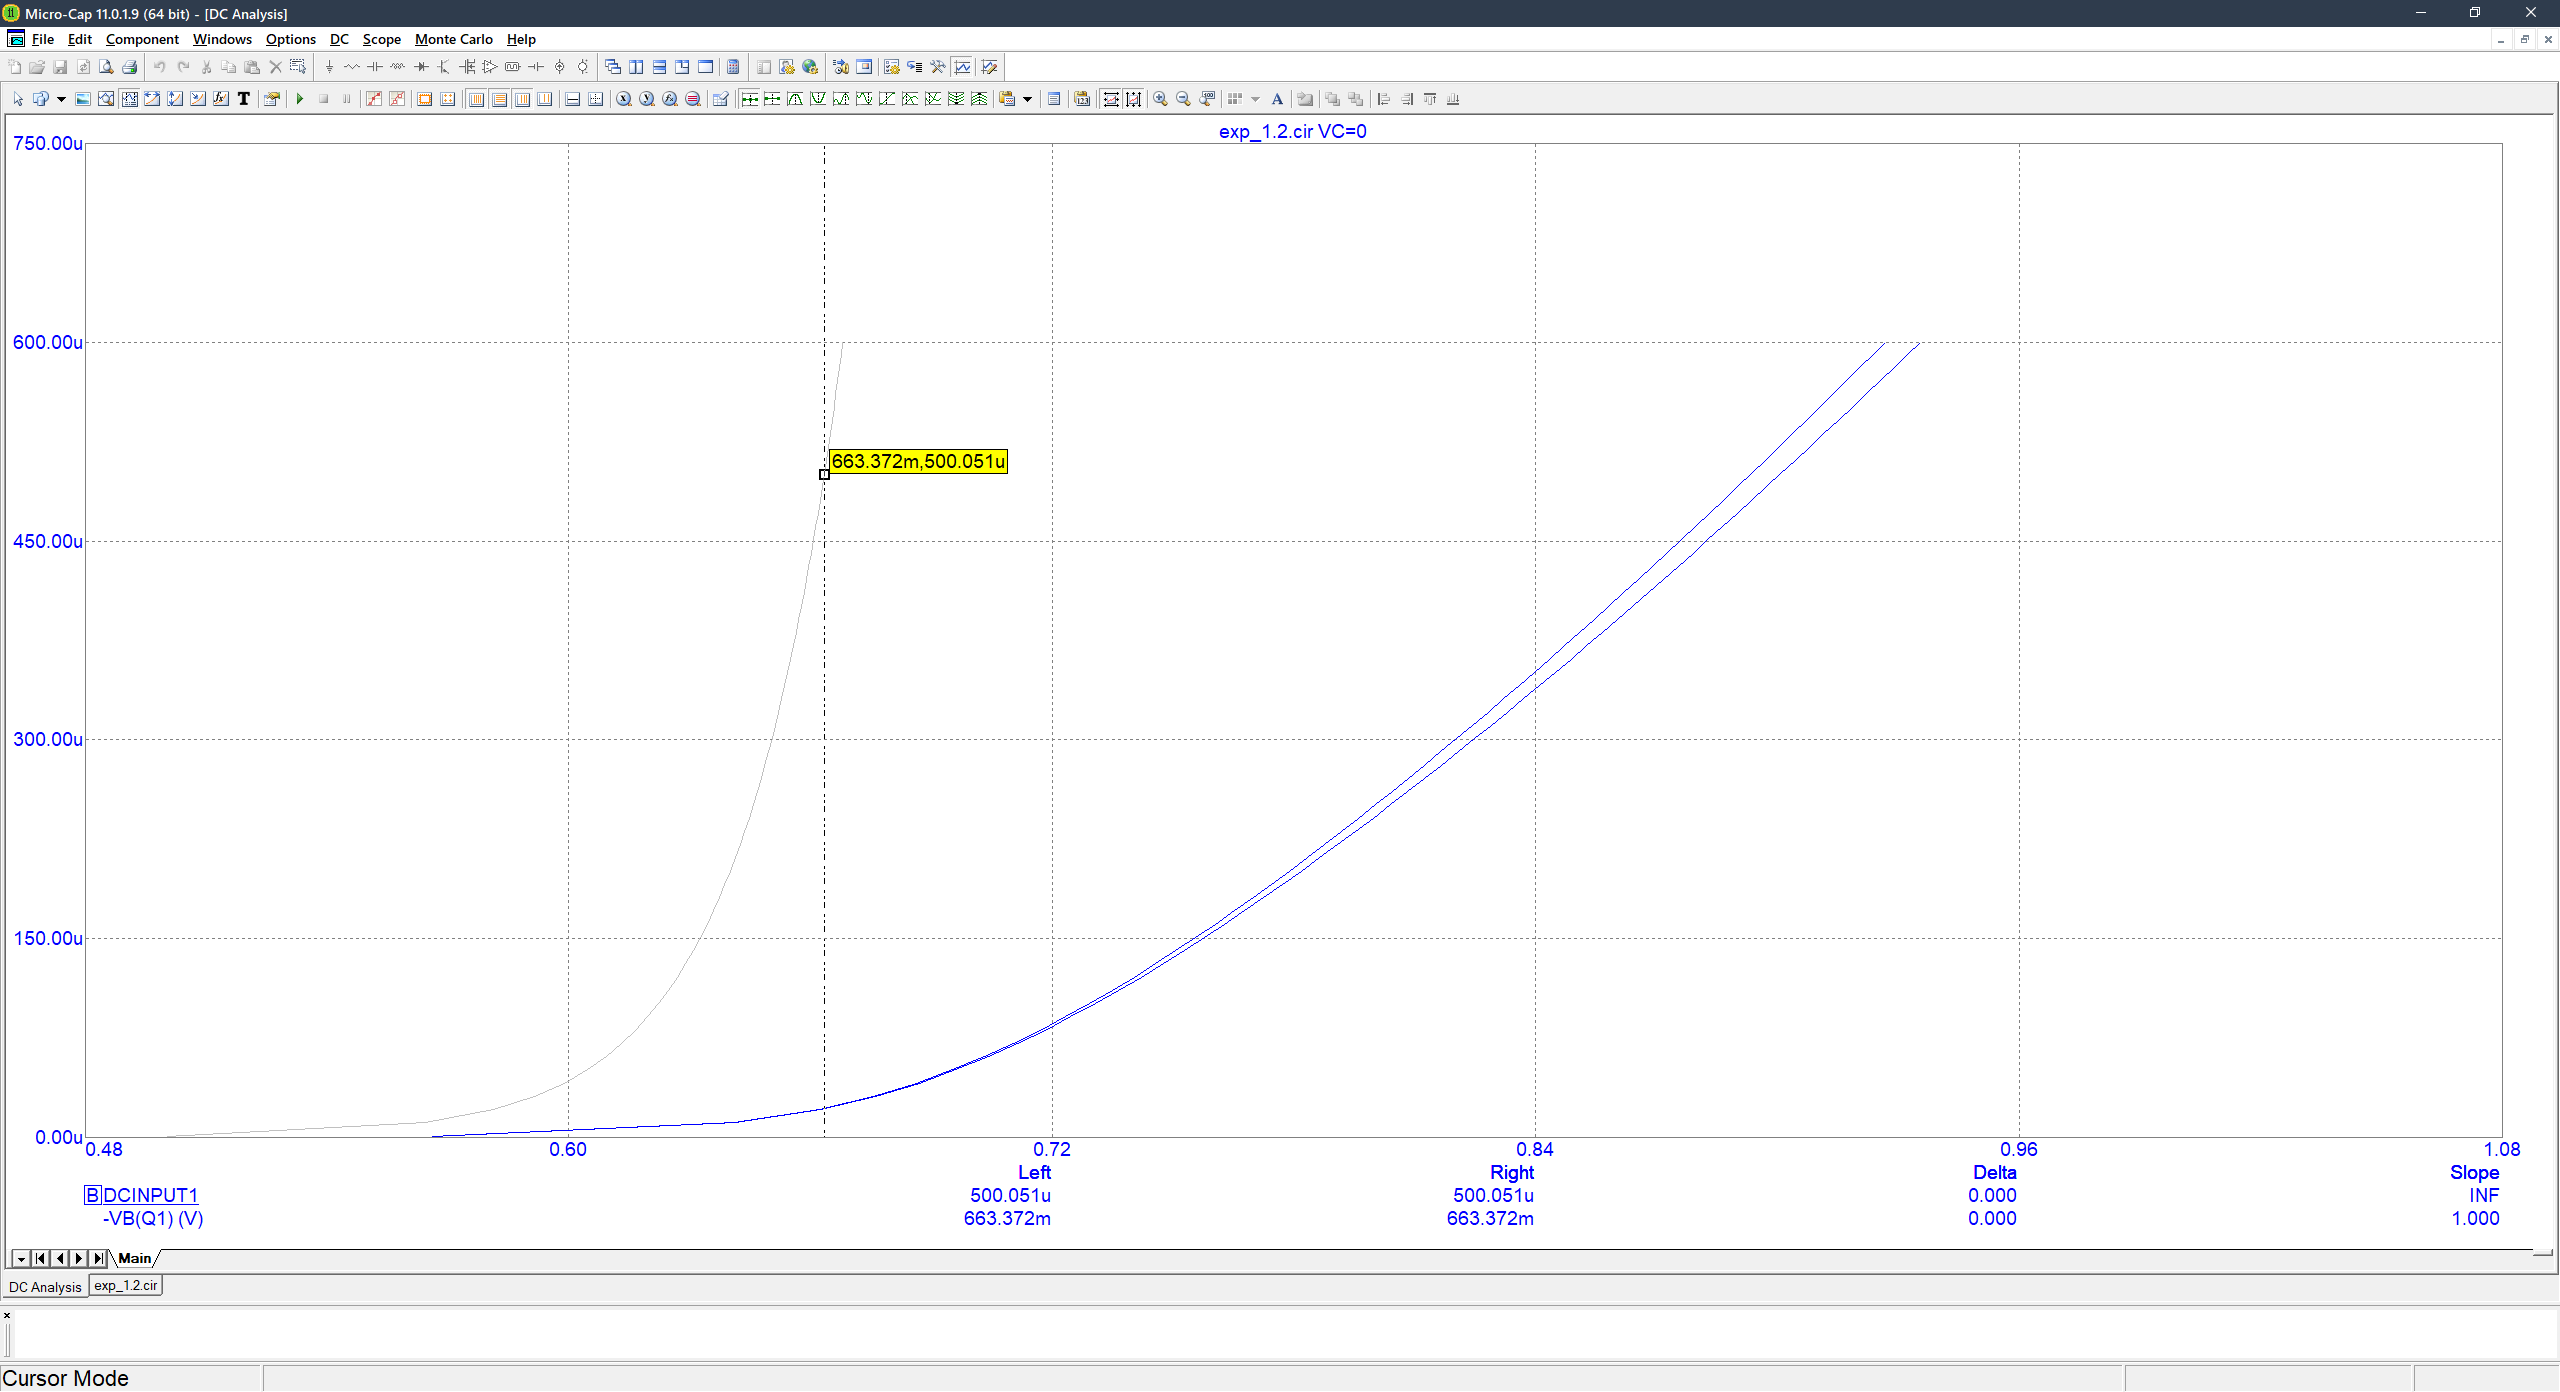 Micro-Cap 11.0.1.9 (64 bit) - [DC Analysis]
File Edit Component Windows Options DC Scope Monte Carlo Help
exp_1.2.cir VC=0
750.00u
600.00u
663.372m,500.051u
450.00u
300.00u
150.00u
0.00u
0.48 0.60 0.72 0.84 0.96 1.08
Left Right Delta Slope
B DCINPUT1 500.051u 500.051u 0.000 INF
-VB(Q1) (V) 663.372m 663.372m 0.000 1.000
Main
DC Analysis exp_1.2.cir
Cursor Mode